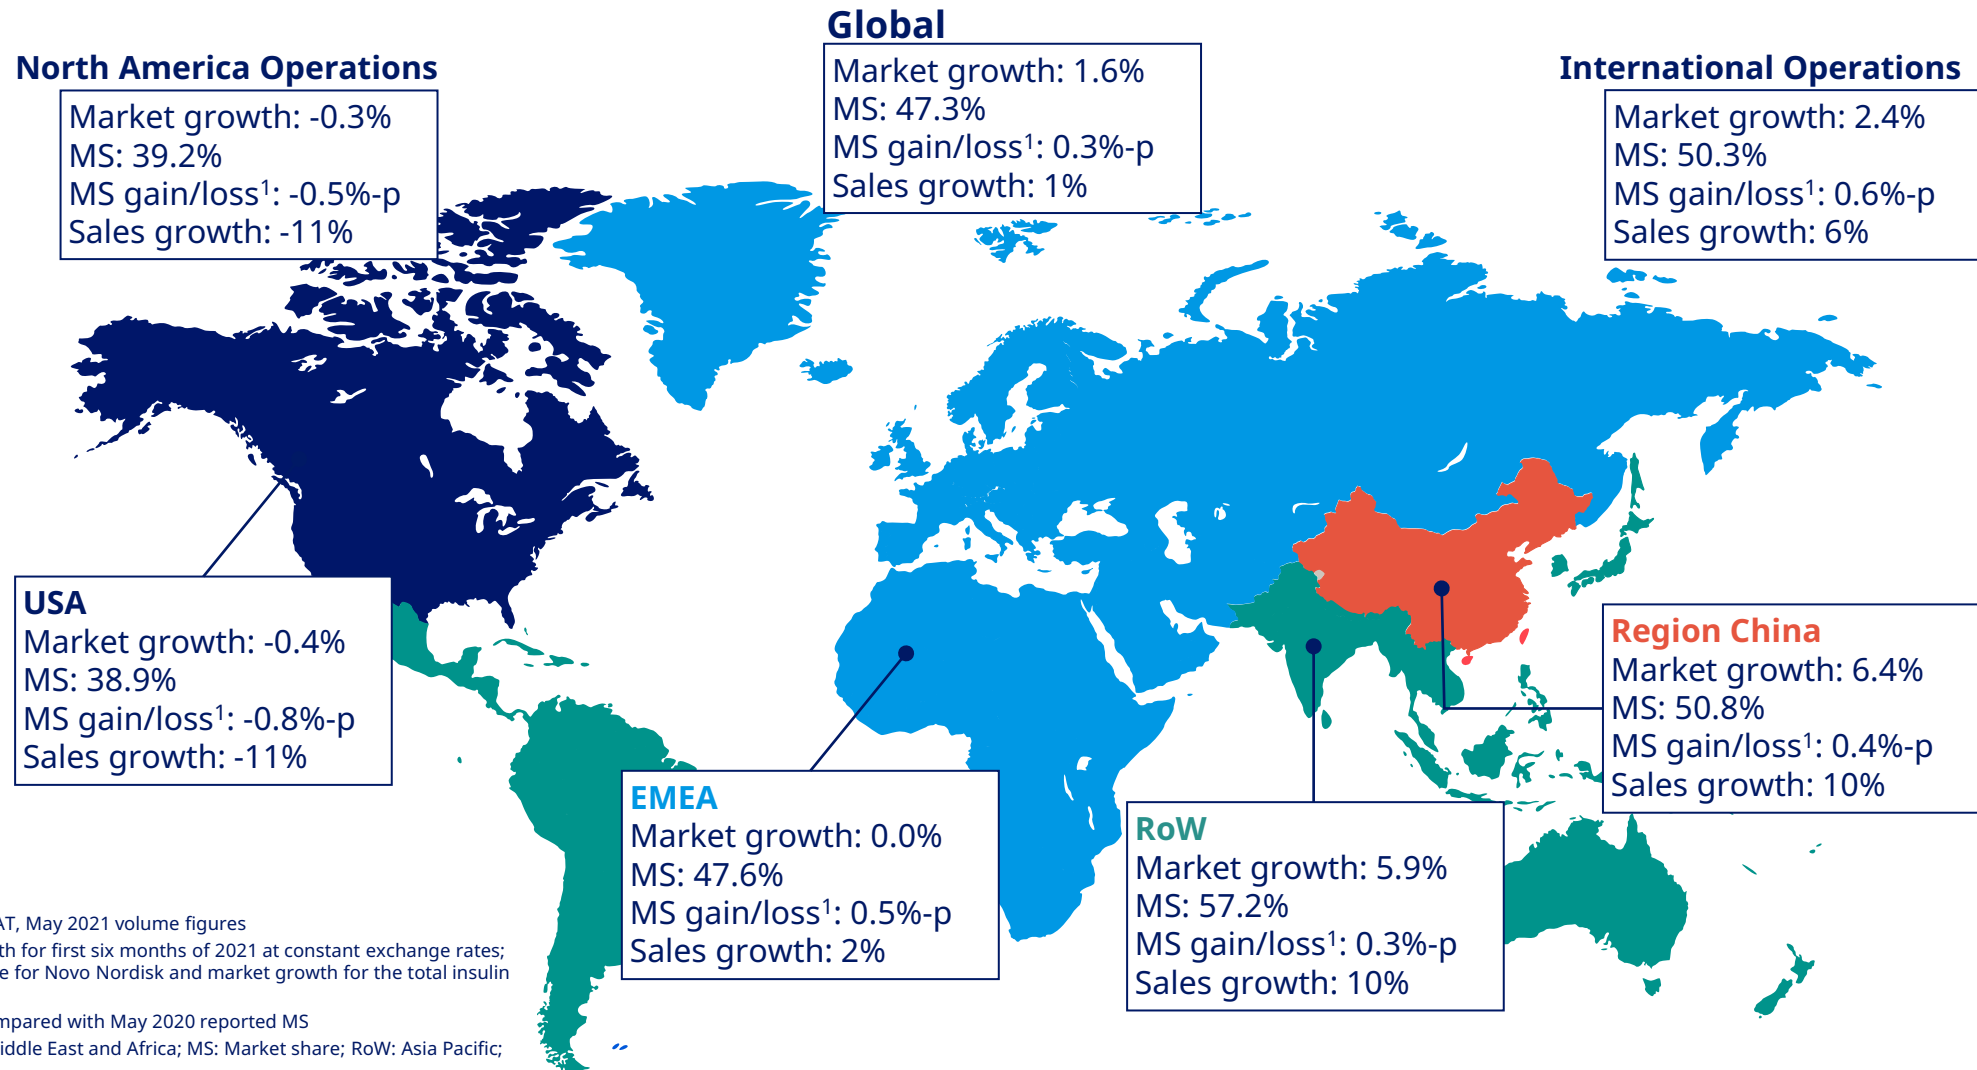 Global
Market growth: 1.6%
MS: 47.3%
MS gain/loss¹: 0.3%-p
Sales growth: 1%
North America Operations
Market growth: -0.3%
MS: 39.2%
MS gain/loss¹: -0.5%-p
Sales growth: -11%
International Operations
Market growth: 2.4%
MS: 50.3%
MS gain/loss¹: 0.6%-p
Sales growth: 6%
USA
Market growth: -0.4%
MS: 38.9%
MS gain/loss¹: -0.8%-p
Sales growth: -11%
EMEA
Market growth: 0.0%
MS: 47.6%
MS gain/loss¹: 0.5%-p
Sales growth: 2%
RoW
Market growth: 5.9%
MS: 57.2%
MS gain/loss¹: 0.3%-p
Sales growth: 10%
Region China
Market growth: 6.4%
MS: 50.8%
MS gain/loss¹: 0.4%-p
Sales growth: 10%
AT, May 2021 volume figures
th for first six months of 2021 at constant exchange rates;
e for Novo Nordisk and market growth for the total insulin
mpared with May 2020 reported MS
iddle East and Africa; MS: Market share; RoW: Asia Pacific;